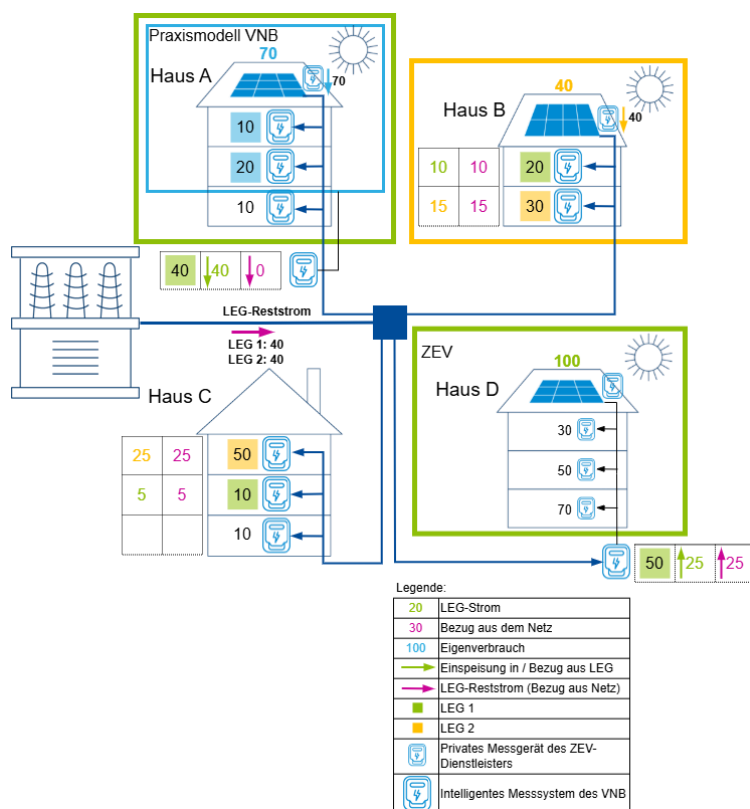 Praxismodell VNB
70
Haus A
70
10
20
10
40 40 0
40
Haus B
40
10 10
20
15 15
30
LEG-Reststrom
LEG 1: 40
LEG 2: 40
Haus C
25 25
50
5 5
10
10
ZEV
100
Haus D
30
50
70
50 25 25
Legende:
20 LEG-Strom
30 Bezug aus dem Netz
100 Eigenverbrauch
Einspeisung in / Bezug aus LEG
LEG-Reststrom (Bezug aus Netz)
LEG 1
LEG 2
Privates Messgerät des ZEV-
Dienstleisters
Intelligentes Messsystem des VNB